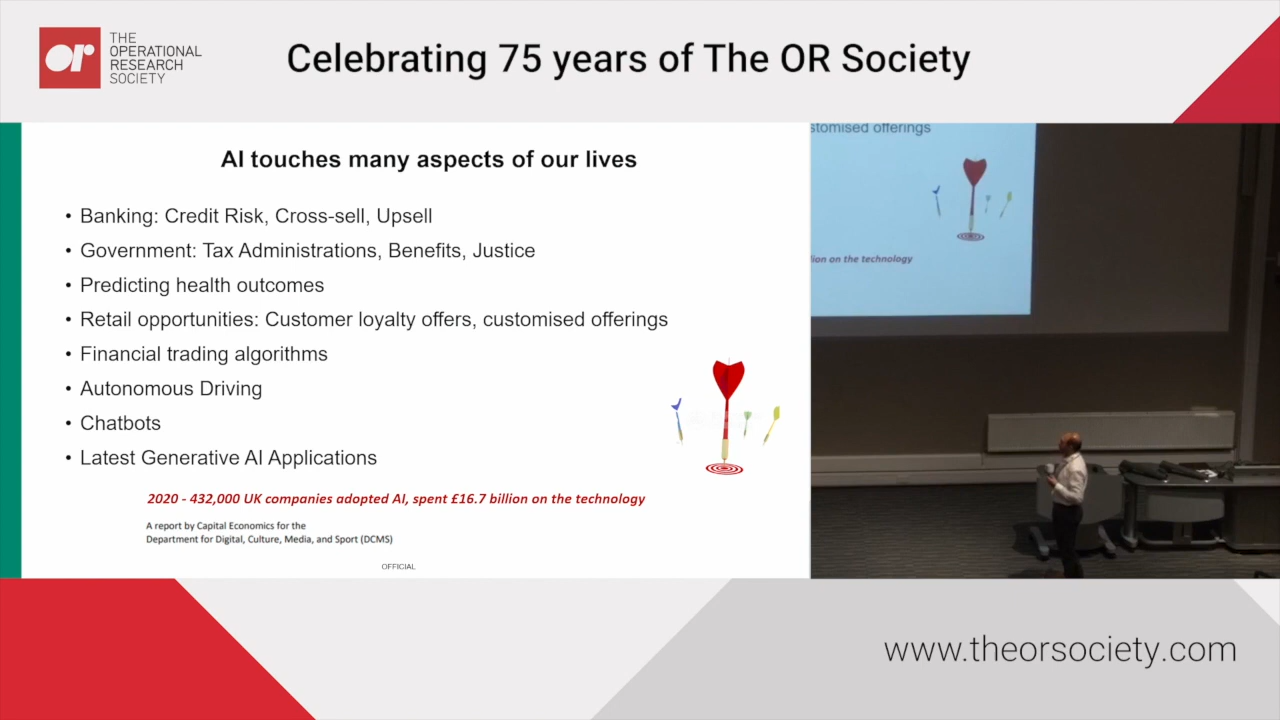 or
THE
OPERATIONAL
RESEARCH
SOCIETY
Celebrating 75 years of The OR Society
AI touches many aspects of our lives
• Banking: Credit Risk, Cross-sell, Upsell
• Government: Tax Administrations, Benefits, Justice
• Predicting health outcomes
• Retail opportunities: Customer loyalty offers, customised offerings
• Financial trading algorithms
• Autonomous Driving
• Chatbots
• Latest Generative AI Applications
2020 - 432,000 UK companies adopted AI, spent £16.7 billion on the technology
A report by Capital Economics for the
Department for Digital, Culture, Media, and Sport (DCMS)
OFFICIAL
stomised offerings
lion on the technology
www.theorsociety.com